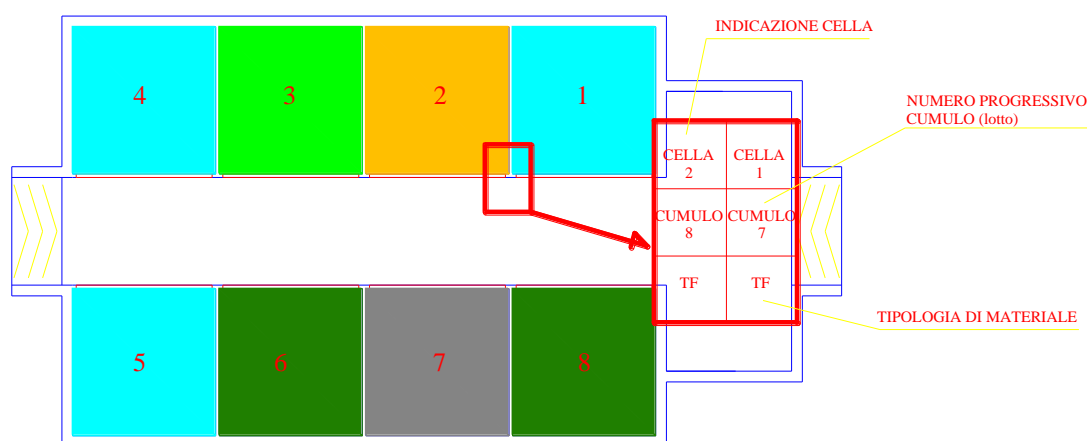 INDICAZIONE CELLA
4
3
2
1
NUMERO PROGRESSIVO
CUMULO (lotto)
CELLA
2
CELLA
1
CUMULO
8
CUMULO
7
TF
TF
TIPOLOGIA DI MATERIALE
5
6
7
8